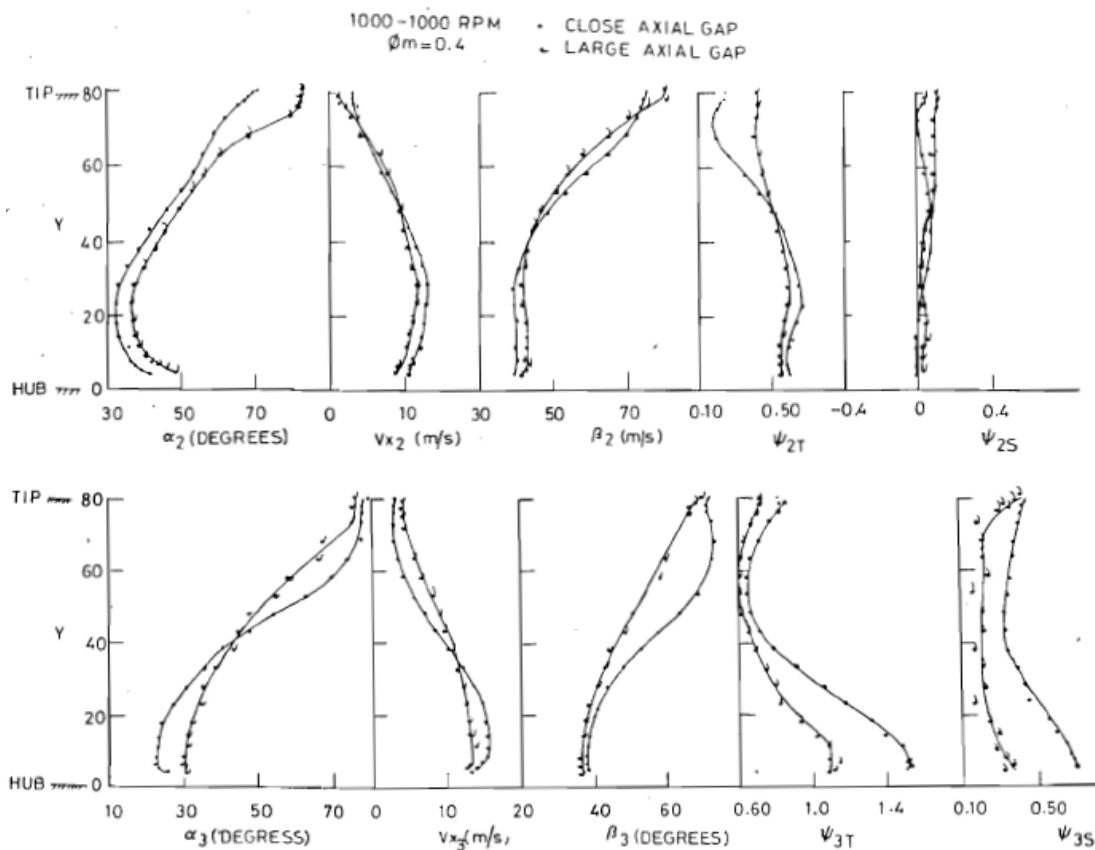 1000-1000 RPM • CLOSE AXIAL GAP
Øm=0.4 LARGE AXIAL GAP
TIP 80
60
Y
40
20
HUB 0
30 50 70 0 10 30 50 70 0.10 0.50 -0.4 0 0.4
α2 (DEGREES) Vx2 (m/s) β2 (m/s) ψ2T ψ2S
TIP 80
60
Y
40
20
HUB 0
10 30 50 70 0 10 20 40 60 0.60 1.0 1.4 0.10 0.50
α3 (DEGRESS) Vx3 (m/s, β3 (DEGREES) ψ3T ψ3S